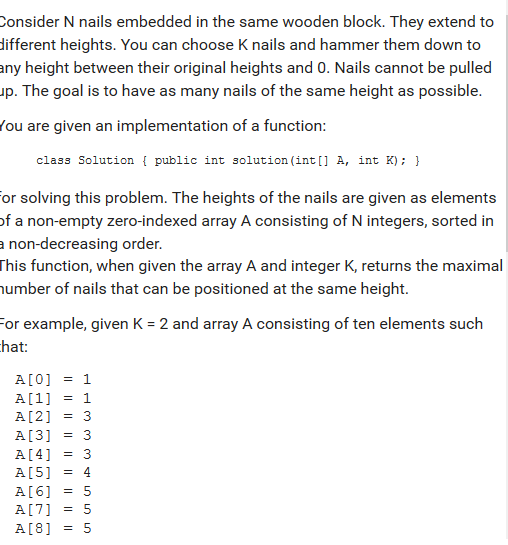 Consider N nails embedded in the same wooden block. They extend to
different heights. You can choose K nails and hammer them down to
any height between their original heights and 0. Nails cannot be pulled
up. The goal is to have as many nails of the same height as possible.
You are given an implementation of a function:
class Solution { public int solution(int[] A, int K); }
for solving this problem. The heights of the nails are given as elements
of a non-empty zero-indexed array A consisting of N integers, sorted in
a non-decreasing order.
This function, when given the array A and integer K, returns the maximal
number of nails that can be positioned at the same height.
For example, given K = 2 and array A consisting of ten elements such
that:
A[0] = 1
A[1] = 1
A[2] = 3
A[3] = 3
A[4] = 3
A[5] = 4
A[6] = 5
A[7] = 5
A[8] = 5